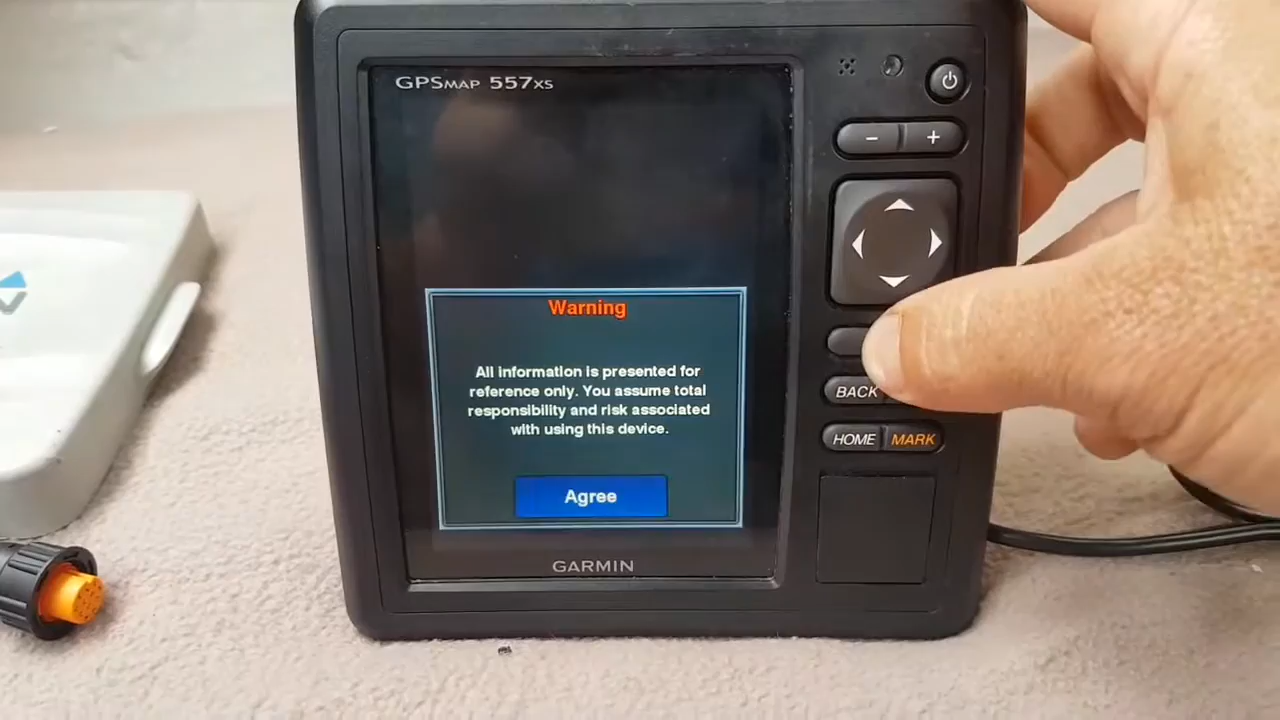 GPSMAP 557XS
- +
Warning
All information is presented for
reference only. You assume total
responsibility and risk associated
with using this device.
Agree
BACK
HOME MARK
GARMIN